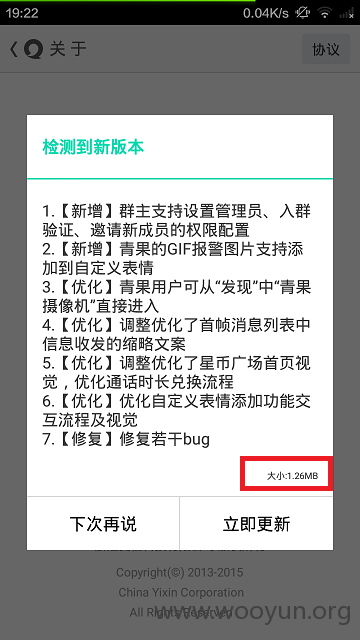 19:22
0.04K/s
关于
协议
检测到新版本
1.【新增】群主支持设置管理员、入群
验证、邀请新成员的权限配置
2.【新增】青果的GIF报警图片支持添
加到自定义表情
3.【优化】青果用户可从“发现”中“青果
摄像机”直接进入
4.【优化】调整优化了首帧消息列表中
信息收发的缩略文案
5.【优化】调整优化了星币广场首页视
觉，优化通话时长兑换流程
6.【优化】优化自定义表情添加功能交
互流程及视觉
7.【修复】修复若干bug
大小:1.26MB
下次再说
立即更新
Copyright(©) 2013-2015
China Yixin Corporation
All Rights Reserved
www.wooyun.org